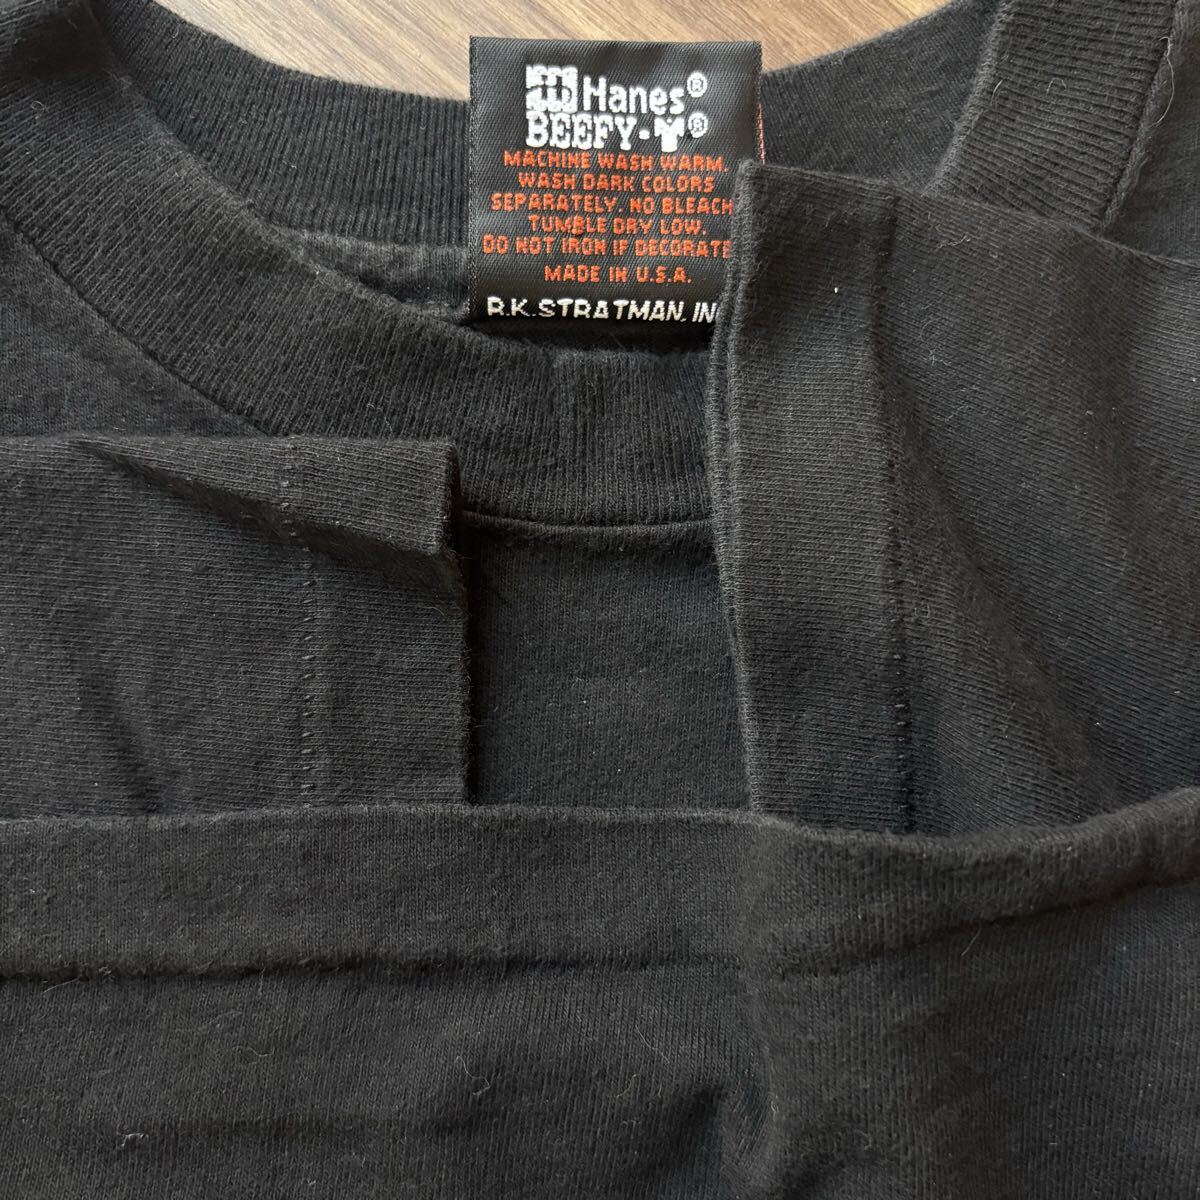 Hanes®
BEEFY-T®
MACHINE WASH WARM.
WASH DARK COLORS
SEPARATELY. NO BLEACH
TUMBLE DRY LOW.
DO NOT IRON IF DECORATE
MADE IN U.S.A.
R.K. STRATMAN, IN